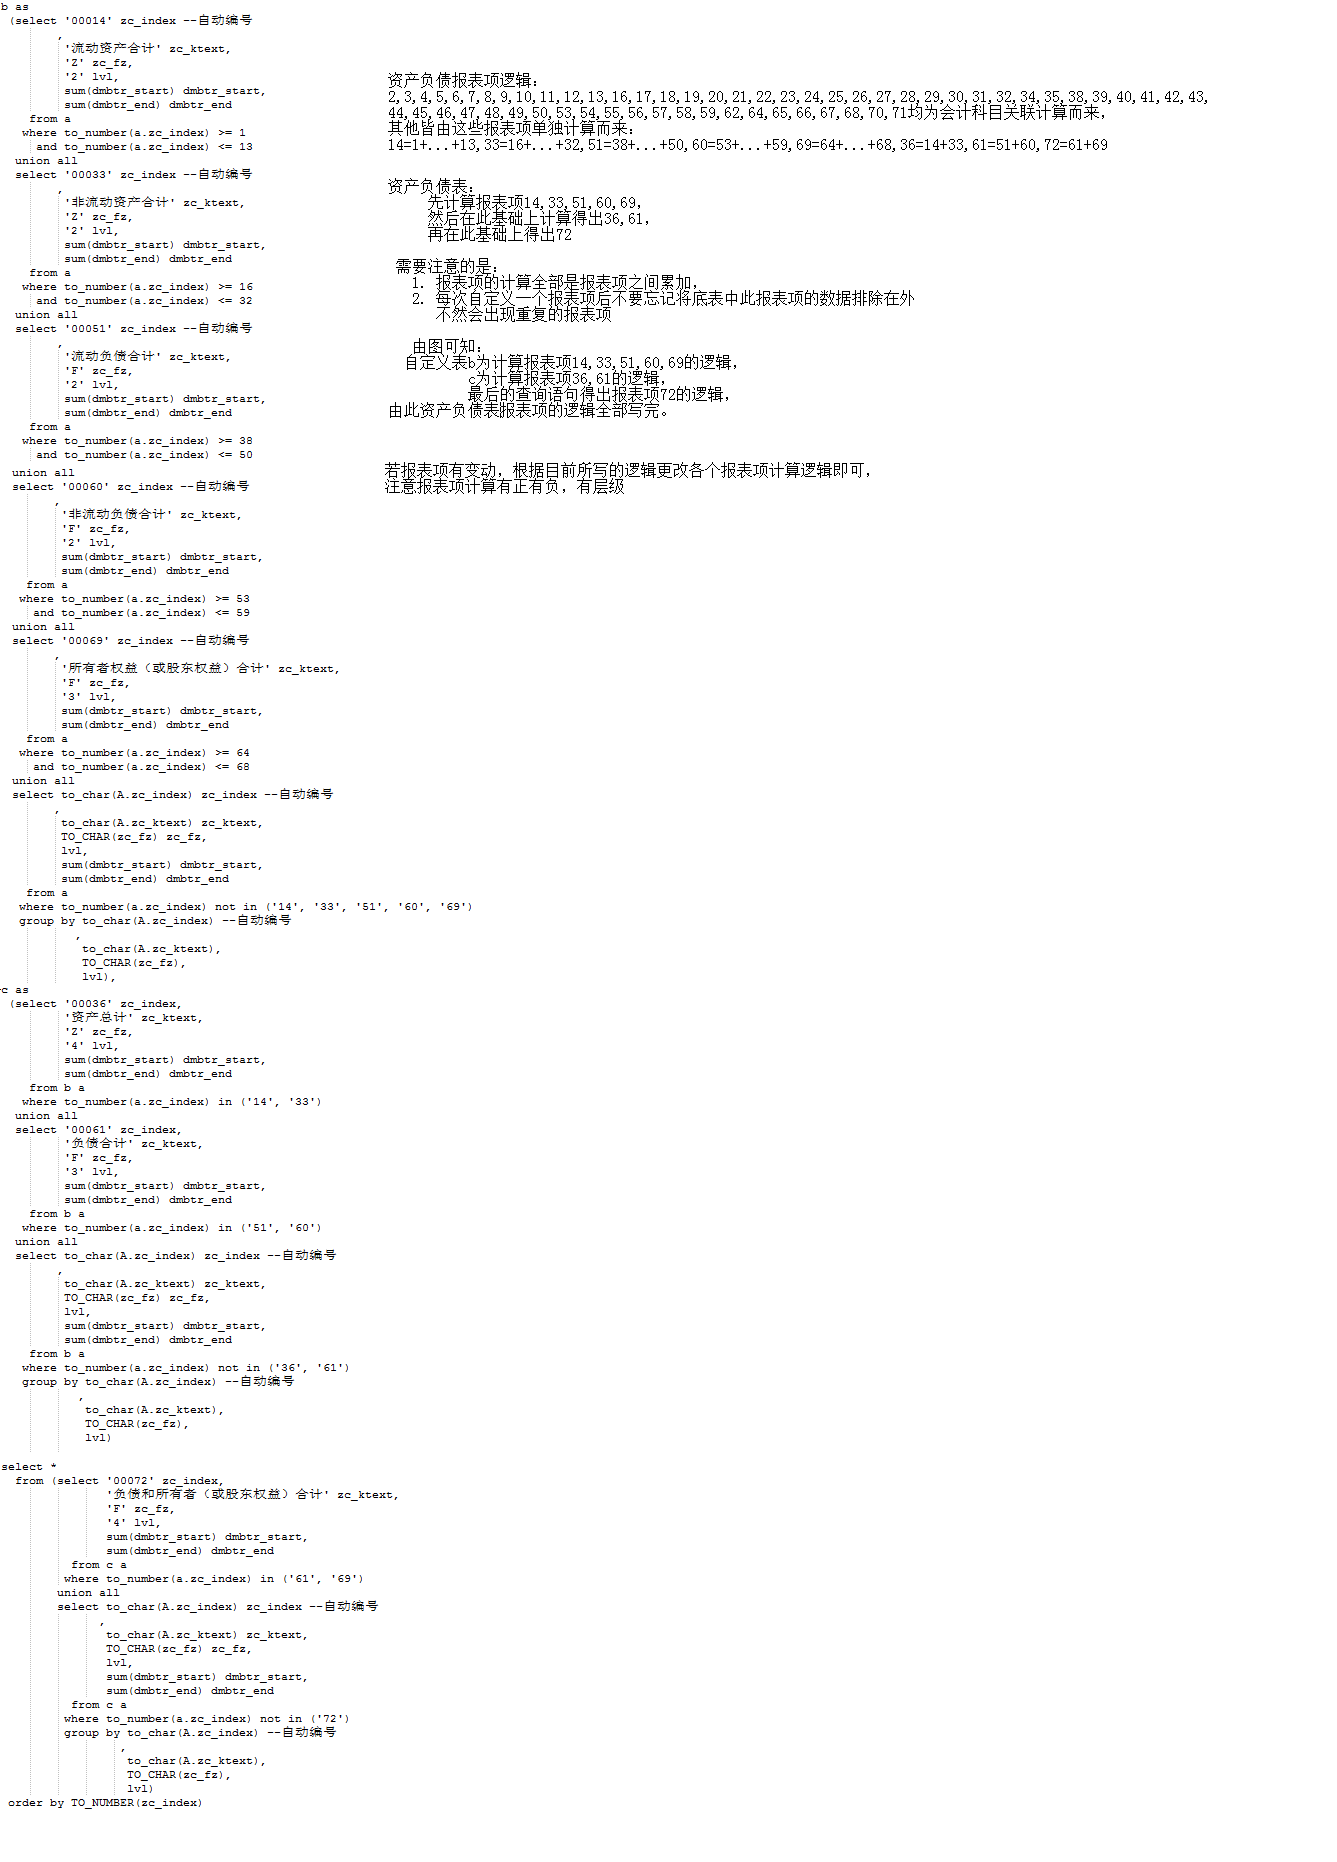 b as
(select '00014' zc_index --自动编号
,
'流动资产合计' zc_ktext,
'Z' zc_fz,
'2' lvl,
sum(dmbtr_start) dmbtr_start,
sum(dmbtr_end) dmbtr_end
from a
where to_number(a.zc_index) >= 1
and to_number(a.zc_index) <= 13
union all
select '00033' zc_index --自动编号
,
'非流动资产合计' zc_ktext,
'Z' zc_fz,
'2' lvl,
sum(dmbtr_start) dmbtr_start,
sum(dmbtr_end) dmbtr_end
from a
where to_number(a.zc_index) >= 16
and to_number(a.zc_index) <= 32
union all
select '00051' zc_index --自动编号
,
'流动负债合计' zc_ktext,
'F' zc_fz,
'2' lvl,
sum(dmbtr_start) dmbtr_start,
sum(dmbtr_end) dmbtr_end
from a
where to_number(a.zc_index) >= 38
and to_number(a.zc_index) <= 50
union all
select '00060' zc_index --自动编号
,
'非流动负债合计' zc_ktext,
'F' zc_fz,
'2' lvl,
sum(dmbtr_start) dmbtr_start,
sum(dmbtr_end) dmbtr_end
from a
where to_number(a.zc_index) >= 53
and to_number(a.zc_index) <= 59
union all
select '00069' zc_index --自动编号
,
'所有者权益（或股东权益）合计' zc_ktext,
'F' zc_fz,
'3' lvl,
sum(dmbtr_start) dmbtr_start,
sum(dmbtr_end) dmbtr_end
from a
where to_number(a.zc_index) >= 64
and to_number(a.zc_index) <= 68
union all
select to_char(A.zc_index) zc_index --自动编号
,
to_char(A.zc_ktext) zc_ktext,
TO_CHAR(zc_fz) zc_fz,
lvl,
sum(dmbtr_start) dmbtr_start,
sum(dmbtr_end) dmbtr_end
from a
where to_number(a.zc_index) not in ('14', '33', '51', '60', '69')
group by to_char(A.zc_index) --自动编号
,
to_char(A.zc_ktext),
TO_CHAR(zc_fz),
lvl),
c as
(select '00036' zc_index,
'资产总计' zc_ktext,
'Z' zc_fz,
'4' lvl,
sum(dmbtr_start) dmbtr_start,
sum(dmbtr_end) dmbtr_end
from b a
where to_number(a.zc_index) in ('14', '33')
union all
select '00061' zc_index,
'负债合计' zc_ktext,
'F' zc_fz,
'3' lvl,
sum(dmbtr_start) dmbtr_start,
sum(dmbtr_end) dmbtr_end
from b a
where to_number(a.zc_index) in ('51', '60')
union all
select to_char(A.zc_index) zc_index --自动编号
,
to_char(A.zc_ktext) zc_ktext,
TO_CHAR(zc_fz) zc_fz,
lvl,
sum(dmbtr_start) dmbtr_start,
sum(dmbtr_end) dmbtr_end
from b a
where to_number(a.zc_index) not in ('36', '61')
group by to_char(A.zc_index) --自动编号
,
to_char(A.zc_ktext),
TO_CHAR(zc_fz),
lvl)
select *
from (select '00072' zc_index,
'负债和所有者（或股东权益）合计' zc_ktext,
'F' zc_fz,
'4' lvl,
sum(dmbtr_start) dmbtr_start,
sum(dmbtr_end) dmbtr_end
from c a
where to_number(a.zc_index) in ('61', '69')
union all
select to_char(A.zc_index) zc_index --自动编号
,
to_char(A.zc_ktext) zc_ktext,
TO_CHAR(zc_fz) zc_fz,
lvl,
sum(dmbtr_start) dmbtr_start,
sum(dmbtr_end) dmbtr_end
from c a
where to_number(a.zc_index) not in ('72')
group by to_char(A.zc_index) --自动编号
,
to_char(A.zc_ktext),
TO_CHAR(zc_fz),
lvl)
order by TO_NUMBER(zc_index)
资产负债报表项逻辑：
2,3,4,5,6,7,8,9,10,11,12,13,16,17,18,19,20,21,22,23,24,25,26,27,28,29,30,31,32,34,35,38,39,40,41,42,43,
44,45,46,47,48,49,50,53,54,55,56,57,58,59,62,64,65,66,67,68,70,71均为会计科目关联计算而来，
其他皆由这些报表项单独计算而来：
14=1+...+13,33=16+...+32,51=38+...+50,60=53+...+59,69=64+...+68,36=14+33,61=51+60,72=61+69
资产负债表：
先计算报表项14,33,51,60,69，
然后在此基础上计算得出36,61，
再在此基础上得出72
需要注意的是：
1. 报表项的计算全部是报表项之间累加，
2. 每次自定义一个报表项后不要忘记将底表中此报表项的数据排除在外
不然会出现重复的报表项
由图可知：
自定义表b为计算报表项14,33,51,60,69的逻辑，
c为计算报表项36,61的逻辑，
最后的查询语句得出报表项72的逻辑，
由此资产负债表报表项的逻辑全部写完。
若报表项有变动，根据目前所写的逻辑更改各个报表项计算逻辑即可，
注意报表项计算有正有负，有层级